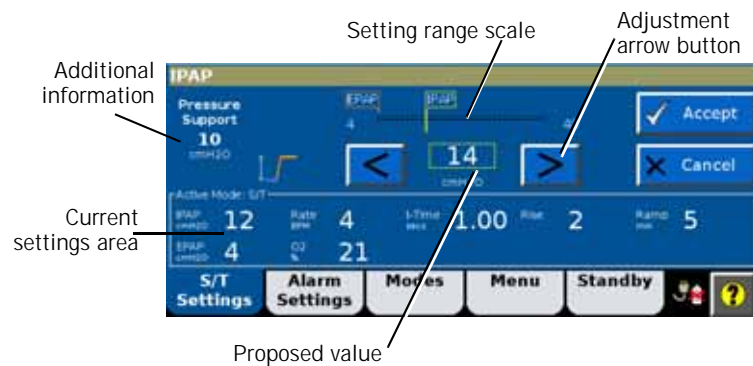 Setting range scale
Adjustment
arrow button
Additional
information
IPAP
Pressure
Support
10
cmH2O
EPAP
IPAP
4
Accept
< 14 >
cmH2O
Cancel
Active Mode: S/T
Current
settings area
IPAP
cmH2O 12
Rate
BPM 4
I-Time
secs 1.00
Rise 2
Ramp
min 5
EPAP
cmH2O 4
O2
% 21
S/T
Settings
Alarm
Settings
Modes
Menu
Standby
?
Proposed value